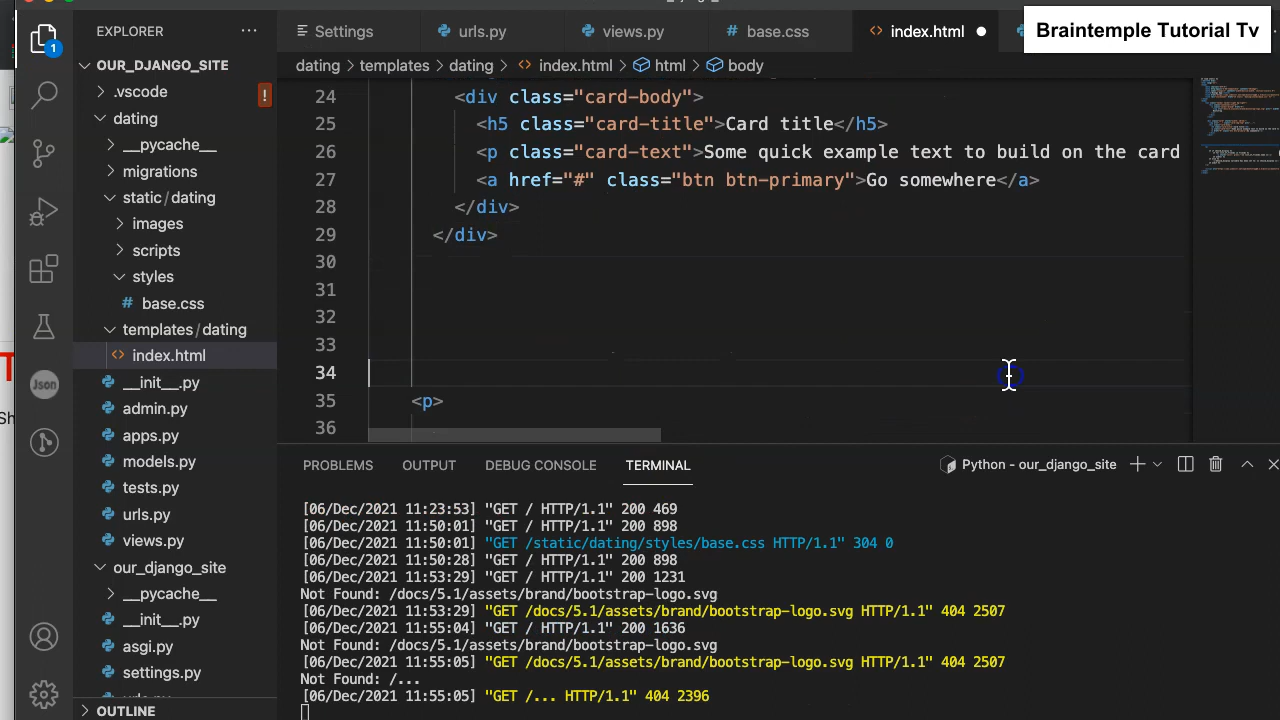 EXPLORER
Settings
urls.py
views.py
base.css
index.html
Braintemple Tutorial Tv
OUR_DJANGO_SITE
dating > templates > dating > index.html > html > body
.vscode
!
dating
__pycache__
migrations
static/dating
images
scripts
styles
base.css
templates/dating
index.html
__init__.py
admin.py
apps.py
models.py
tests.py
urls.py
views.py
our_django_site
__pycache__
__init__.py
asgi.py
settings.py
OUTLINE
1
Json
24 <div class="card-body">
25 <h5 class="card-title">Card title</h5>
26 <p class="card-text">Some quick example text to build on the card
27 <a href="#" class="btn btn-primary">Go somewhere</a>
28 </div>
29 </div>
30
31
32
33
34
35 <p>
36
PROBLEMS OUTPUT DEBUG CONSOLE TERMINAL
Python - our_django_site
[06/Dec/2021 11:23:53] "GET / HTTP/1.1" 200 469
[06/Dec/2021 11:50:01] "GET / HTTP/1.1" 200 898
[06/Dec/2021 11:50:01] "GET /static/dating/styles/base.css HTTP/1.1" 304 0
[06/Dec/2021 11:50:28] "GET / HTTP/1.1" 200 898
[06/Dec/2021 11:53:29] "GET / HTTP/1.1" 200 1231
Not Found: /docs/5.1/assets/brand/bootstrap-logo.svg
[06/Dec/2021 11:53:29] "GET /docs/5.1/assets/brand/bootstrap-logo.svg HTTP/1.1" 404 2507
[06/Dec/2021 11:55:04] "GET / HTTP/1.1" 200 1636
Not Found: /docs/5.1/assets/brand/bootstrap-logo.svg
[06/Dec/2021 11:55:05] "GET /docs/5.1/assets/brand/bootstrap-logo.svg HTTP/1.1" 404 2507
Not Found: /...
[06/Dec/2021 11:55:05] "GET /... HTTP/1.1" 404 2396